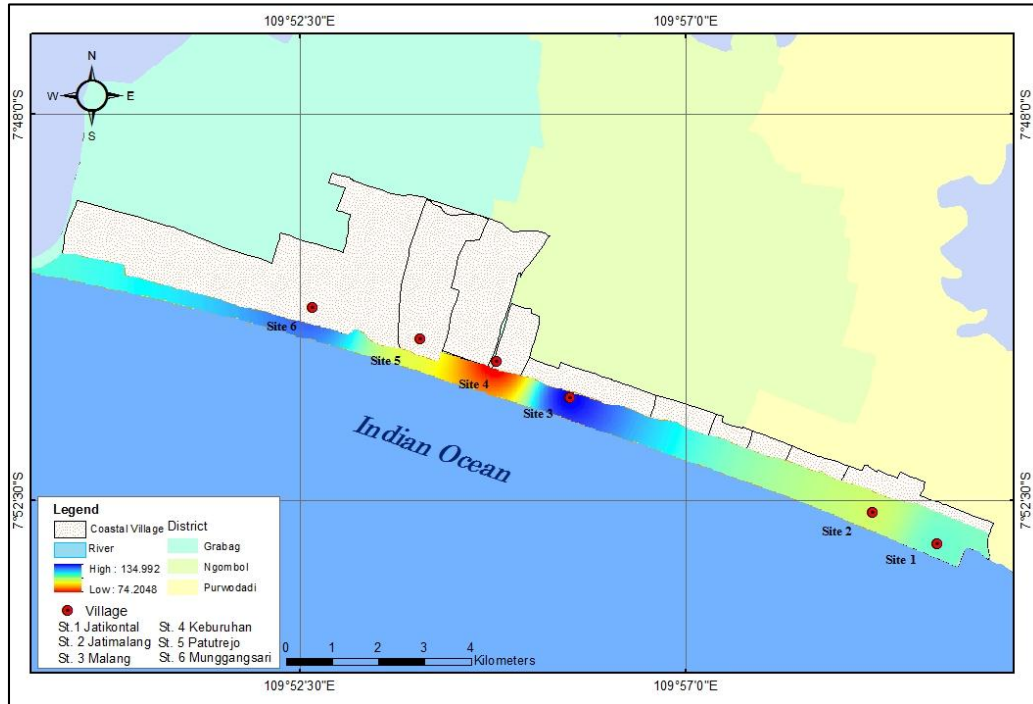 109°52'30"E 109°57'0"E
N
W E
S
7°48'0"S 7°48'0"S
Site 6
Site 5
Site 4
Site 3
Indian Ocean
Site 2
Site 1
7°52'30"S 7°52'30"S
Legend
Coastal Village District
River Grabag
High : 134.992 Ngombol
Low : 74.2048 Purwodadi
Village
St.1 Jatikontal St. 4 Keburuhan
St. 2 Jatimalang St. 5 Patutrejo
St. 3 Malang St. 6 Munggangsari
0 1 2 3 4
Kilometers
109°52'30"E 109°57'0"E